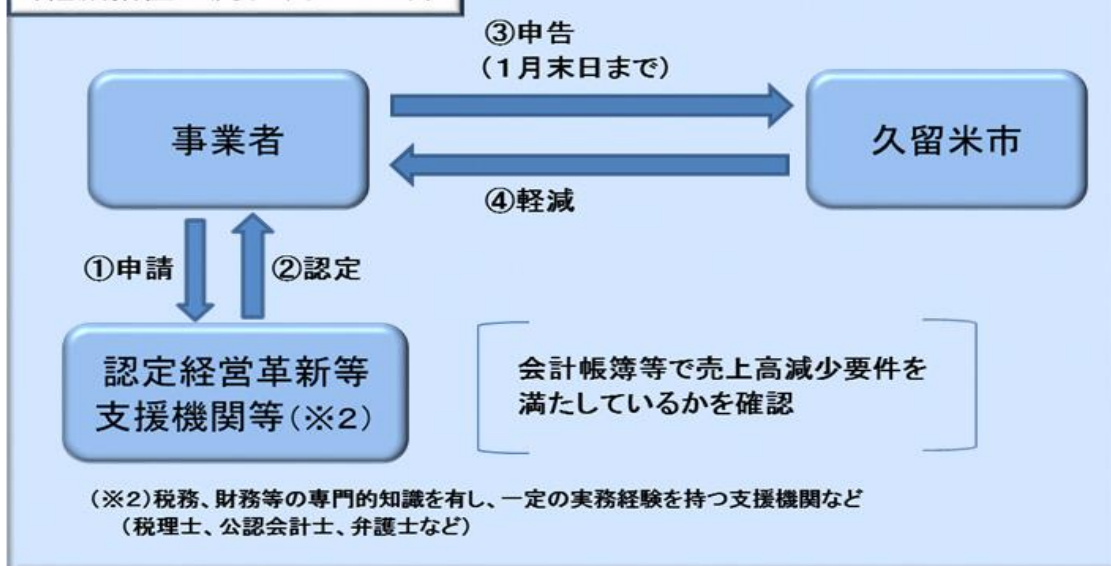 ③申告
(1月末日まで)
事業者
久留米市
④軽減
①申請
②認定
認定経営革新等
支援機関等(※2)
会計帳簿等で売上高減少要件を
満たしているかを確認
(※2)税務、財務等の専門的知識を有し、一定の実務経験を持つ支援機関など
(税理士、公認会計士、弁護士など)